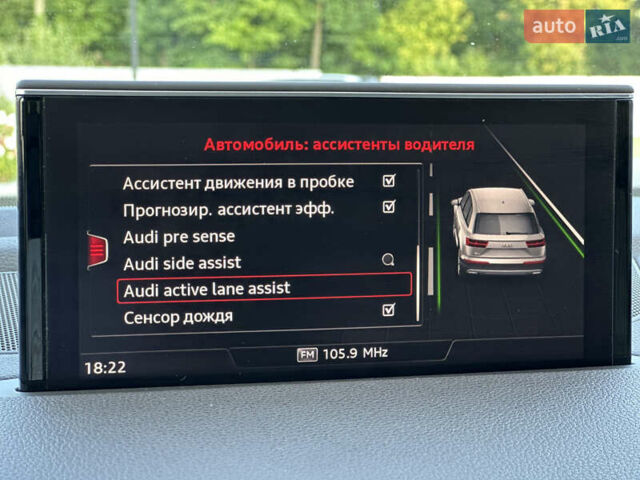 auto RIA
.com
Автомобиль: ассистенты водителя
Ассистент движения в пробке
Прогнозир. ассистент эфф.
Audi pre sense
Audi side assist
Audi active lane assist
Сенсор дождя
FM 105.9 MHz
18:22